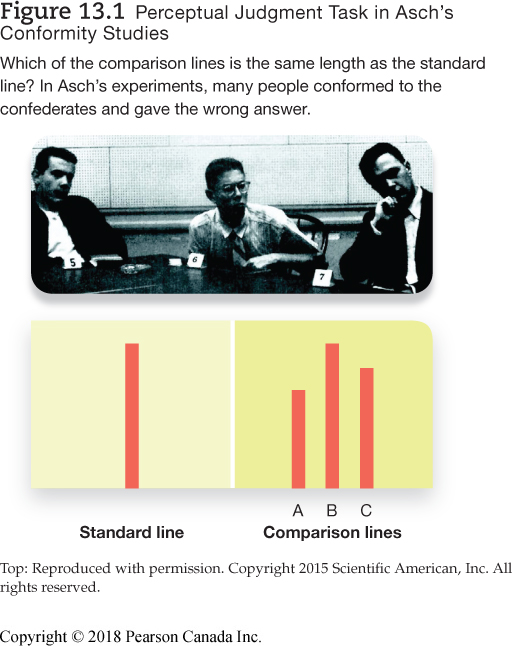 Figure 13.1 Perceptual Judgment Task in Asch's
Conformity Studies
Which of the comparison lines is the same length as the standard
line? In Asch's experiments, many people conformed to the
confederates and gave the wrong answer.
5
6
7
A B C
Standard line Comparison lines
Top: Reproduced with permission. Copyright 2015 Scientific American, Inc. All
rights reserved.
Copyright © 2018 Pearson Canada Inc.